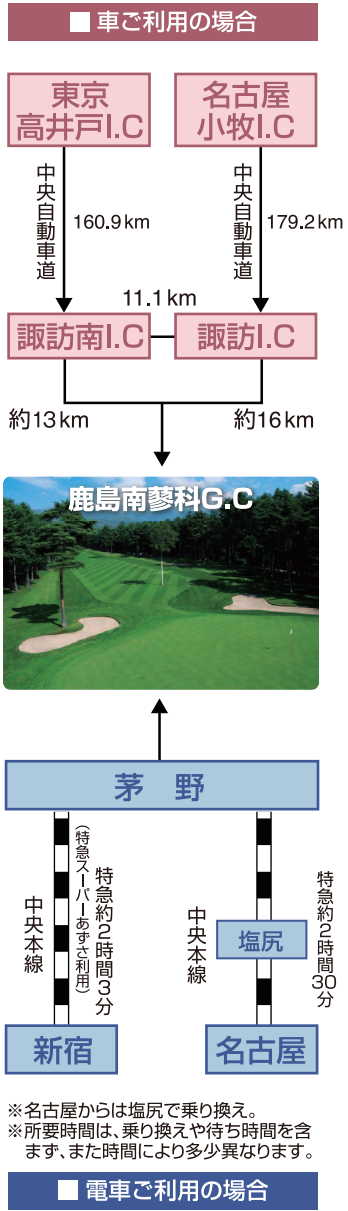 ■ 車ご利用の場合
東京
高井戸I.C
名古屋
小牧I.C
中央自動車道
160.9km
中央自動車道
179.2km
11.1km
諏訪南I.C
諏訪I.C
約13km
約16km
鹿島南蓼科G.C
茅野
中央本線
特急約2時間3分
(特急スーパーあずさ利用)
中央本線
塩尻
特急約2時間30分
新宿
名古屋
※名古屋からは塩尻で乗り換え。
※所要時間は、乗り換えや待ち時間を含
まず、また時間により多少異なります。
■ 電車ご利用の場合